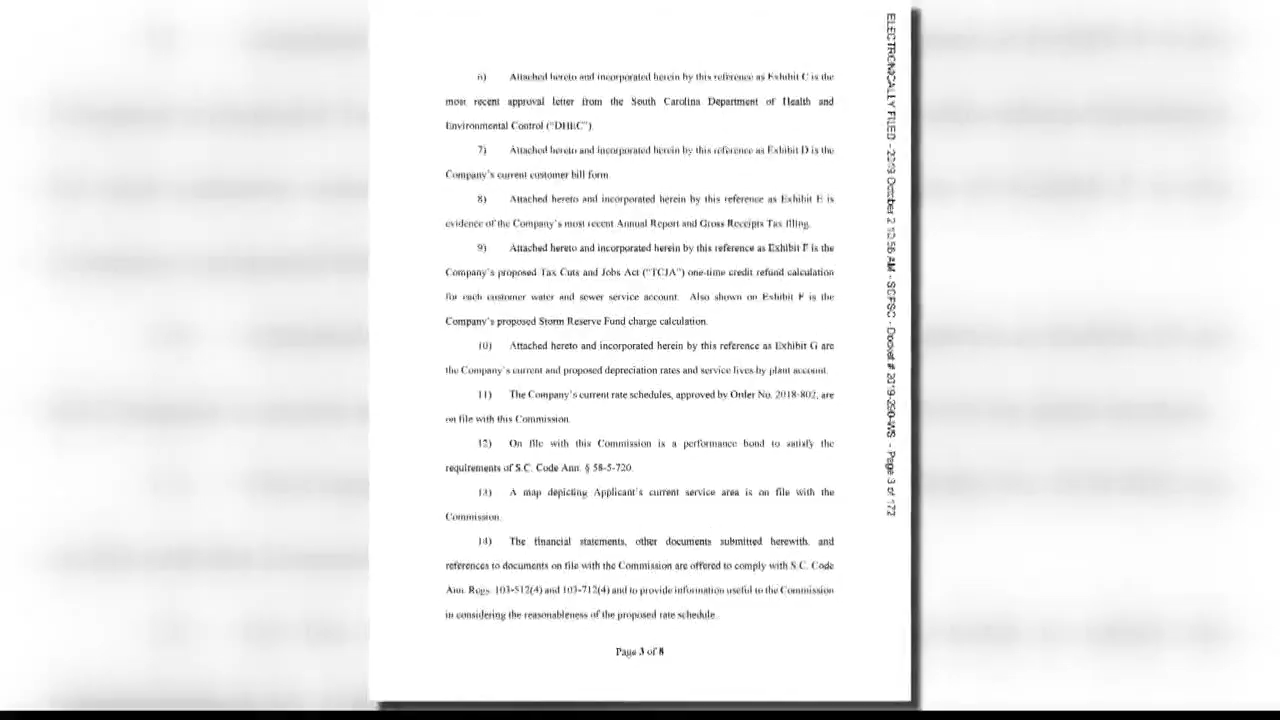 6) Attached hereto and incorporated herein by this reference as Exhibit C is the
most recent approval letter from the South Carolina Department of Health and
Environmental Control ("DHEC").
7) Attached hereto and incorporated herein by this reference as Exhibit D is the
Company's current customer bill form.
8) Attached hereto and incorporated herein by this reference as Exhibit E is
evidence of the Company's most recent Annual Report and Gross Receipts Tax filing.
9) Attached hereto and incorporated herein by this reference as Exhibit F is the
Company's proposed Tax Cuts and Jobs Act ("TCJA") one-time credit refund calculation
for each customer water and sewer service account. Also shown on Exhibit F is the
Company's proposed Storm Reserve Fund charge calculation.
10) Attached hereto and incorporated herein by this reference as Exhibit G are
the Company's current and proposed depreciation rates and service lives by plant account.
11) The Company's current rate schedules, approved by Order No. 2018-802, are
on file with this Commission.
12) On file with this Commission is a performance bond to satisfy the
requirements of S.C. Code Ann. § 58-5-720.
13) A map depicting Applicant's current service area is on file with the
Commission.
14) The financial statements, other documents submitted herewith, and
references to documents on file with the Commission are offered to comply with S.C. Code
Ann. Regs. 103-512(4) and 103-712(4) and to provide information useful to the Commission
in considering the reasonableness of the proposed rate schedule.
Page 3 of 8
ELECTRONICALLY FILED - 2019 October 2 12:56 AM - SCPSC - Docket # 2019-290-WS - Page 3 of 172